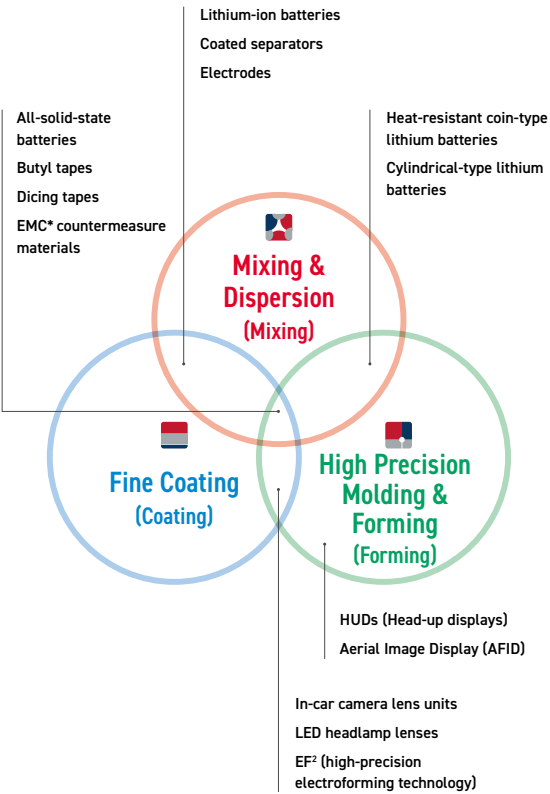 Lithium-ion batteries
Coated separators
Electrodes
All-solid-state
batteries
Butyl tapes
Dicing tapes
EMC* countermeasure
materials
Heat-resistant coin-type
lithium batteries
Cylindrical-type lithium
batteries
Mixing &
Dispersion
(Mixing)
Fine Coating
(Coating)
High Precision
Molding &
Forming
(Forming)
HUDs (Head-up displays)
Aerial Image Display (AFID)
In-car camera lens units
LED headlamp lenses
EF² (high-precision
electroforming technology)